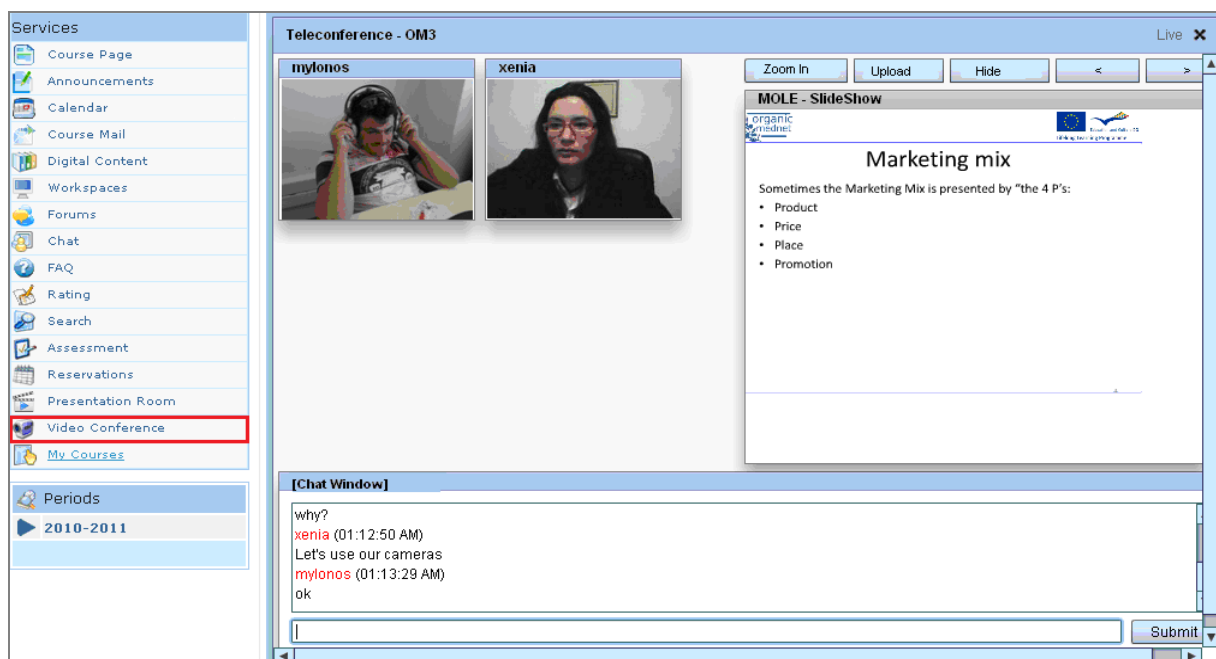 Services
Course Page
Announcements
Calendar
Course Mail
Digital Content
Workspaces
Forums
Chat
FAQ
Rating
Search
Assessment
Reservations
Presentation Room
Video Conference
My Courses
Periods
2010-2011
Teleconference - OM3
Live
mylonos
xenia
Zoom In
Upload
Hide
<
>
MOLE - SlideShow
organic
mednet
Lifelong Learning Programme
Marketing mix
Sometimes the Marketing Mix is presented by “the 4 P's:
• Product
• Price
• Place
• Promotion
[Chat Window]
why?
xenia (01:12:50 AM)
Let's use our cameras
mylonos (01:13:29 AM)
ok
Submit